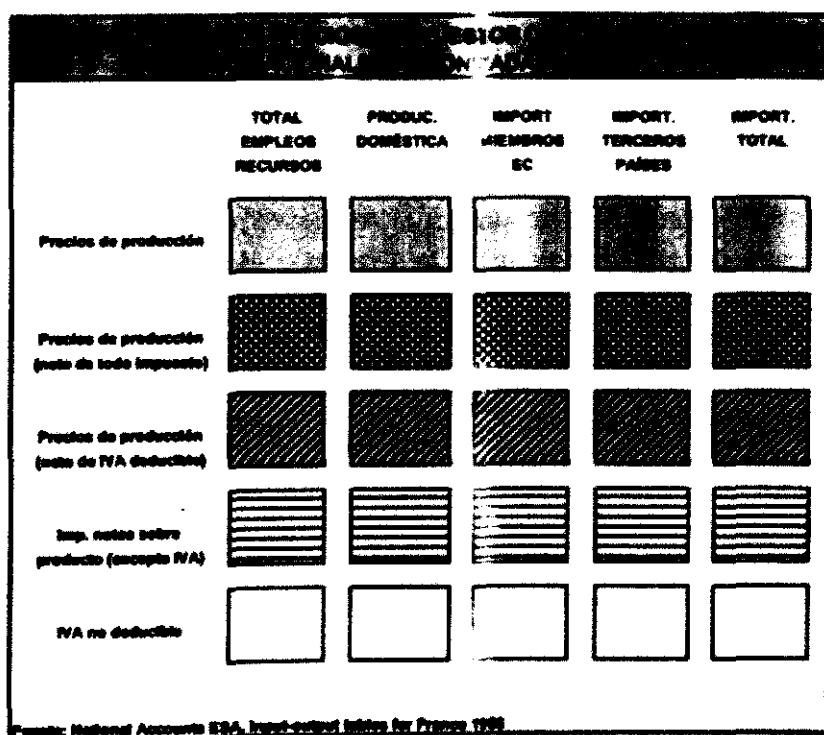 TOTAL EMPLEOS RECURSOS
PRODUC. DOMÉSTICA
IMPORT MIEMBROS EC
IMPORT. TERCEROS PAÍSES
IMPORT. TOTAL
Precios de producción
Precios de producción
(neto de todo impuesto)
Precios de producción
(neto de IVA deducible)
Imp. netos sobre
producto (excepto IVA)
IVA no deducible
Fuente: National Accounts ESA, Input-output tables for France